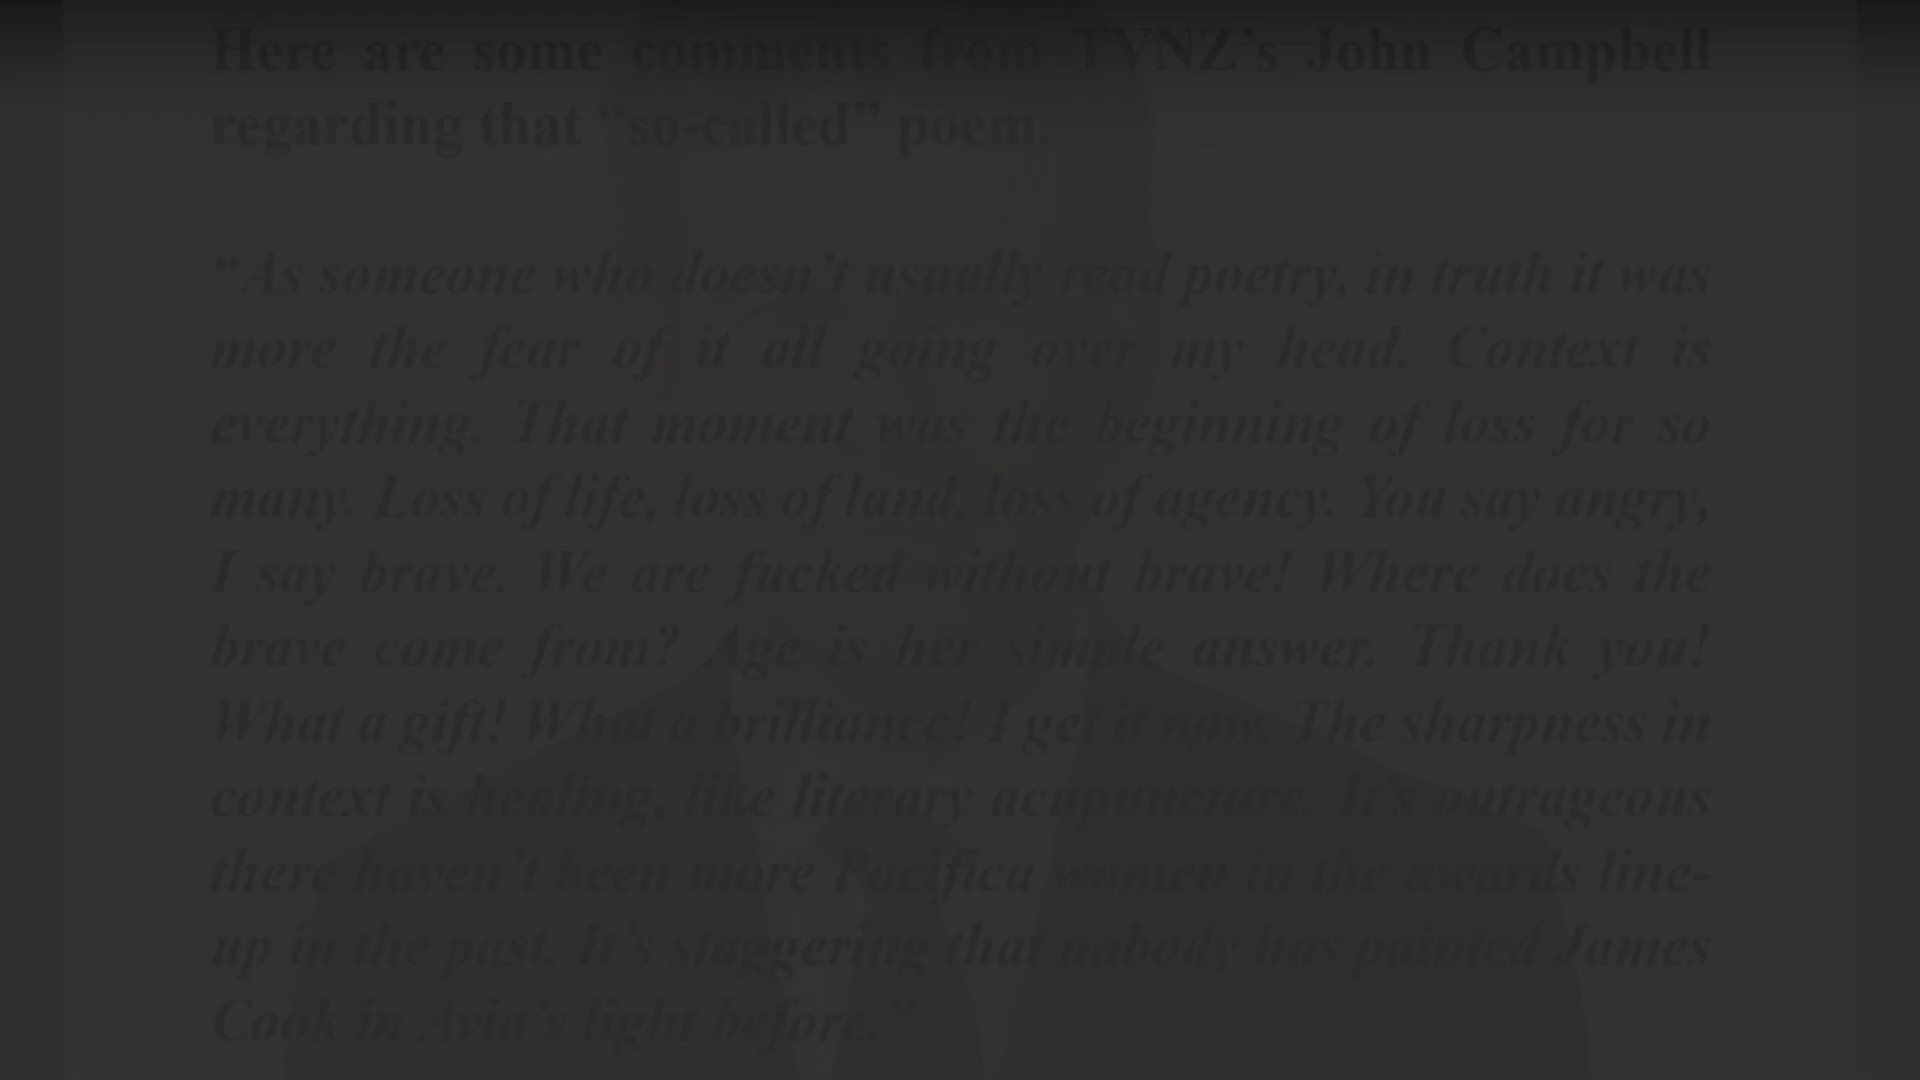 Here are some comments from TVNZ‘s John Campbell
regarding that “so-called” poem.
“As someone who doesn’t usually read poetry, in truth it was
more the fear of it all going over my head. Context is
everything. That moment was the beginning of loss for so
many. Loss of life, loss of land, loss of agency. You say angry,
I say brave. We are fucked without brave! Where does the
brave come from? Age is her simple answer. Thank you!
What a gift! What a brilliance! I get it now. The sharpness in
context is healing, like literary acupuncture. It’s outrageous
there haven’t been more Pacifica women in the awards line-
up in the past. It’s staggering that nobody has painted James
Cook in Avia’s light before.”